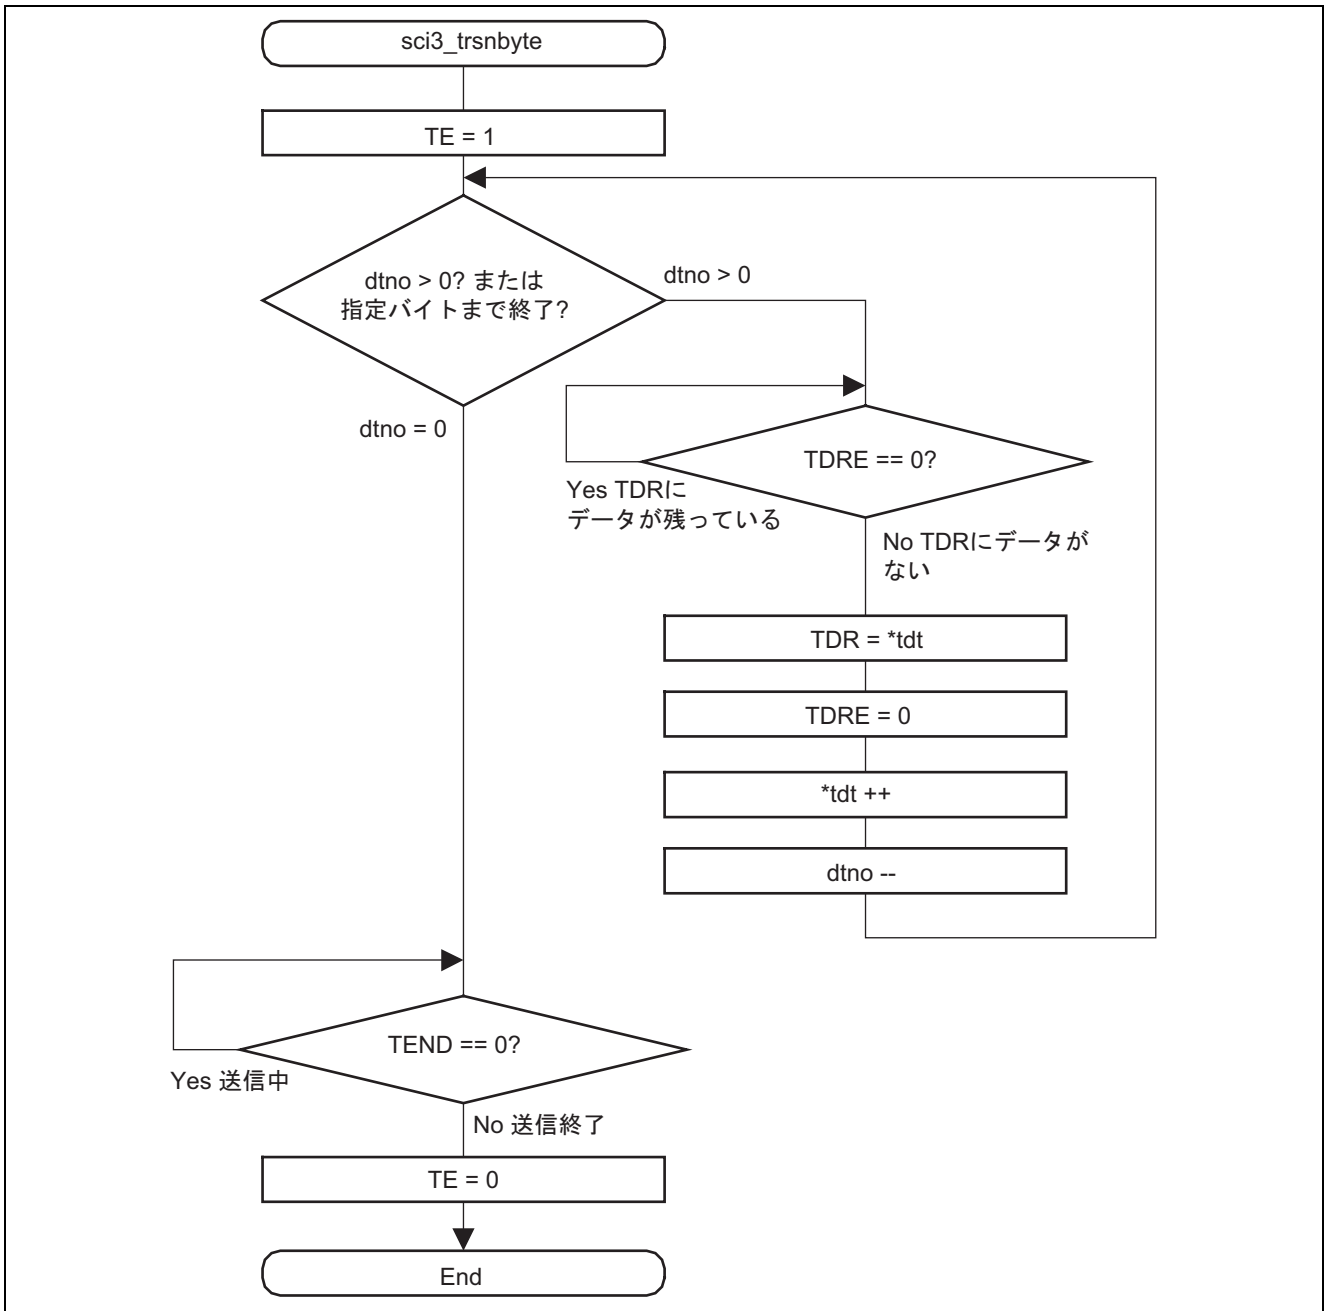 sci3_trsnbyte
TE = 1
dtno > 0? または
指定バイトまで終了?
dtno > 0
dtno = 0
TDRE == 0?
Yes TDRに
データが残っている
No TDRにデータが
ない
TDR = *tdt
TDRE = 0
*tdt ++
dtno --
TEND == 0?
Yes 送信中
No 送信終了
TE = 0
End